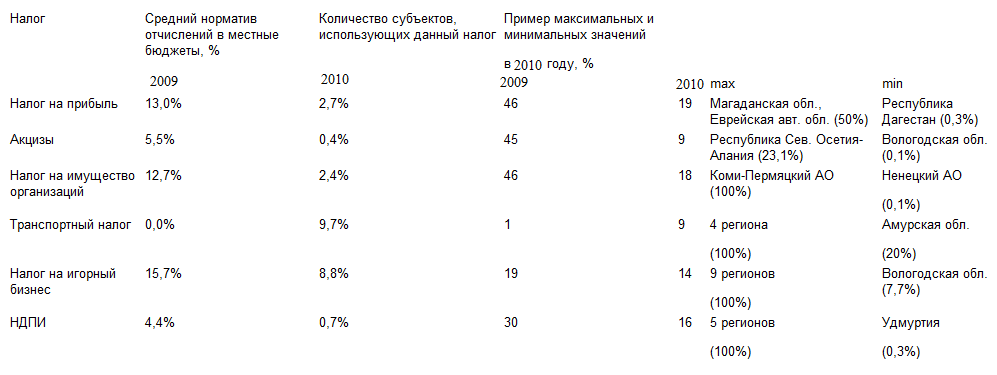 Налог Средний норматив Количество субъектов, Пример максимальных и
отчислений в местные использующих данный налог минимальных значений
бюджеты, %
в 2010 году, %
2009 2010 2009 2010 max min
Налог на прибыль 13,0% 2,7% 46 19 Магаданская обл., Республика
Еврейская авт. обл. (50%) Дагестан (0,3%)
Акцизы 5,5% 0,4% 45 9 Республика Сев. Осетия- Вологодская обл.
Алания (23,1%) (0,1%)
Налог на имущество 12,7% 2,4% 46 18 Коми-Пермяцкий АО Ненецкий АО
организаций (100%)
(0,1%)
Транспортный налог 0,0% 9,7% 1 9 4 региона Амурская обл.
(100%) (20%)
Налог на игорный 15,7% 8,8% 19 14 9 регионов Вологодская обл.
бизнес (7,7%)
(100%)
НДПИ 4,4% 0,7% 30 16 5 регионов Удмуртия
(100%) (0,3%)